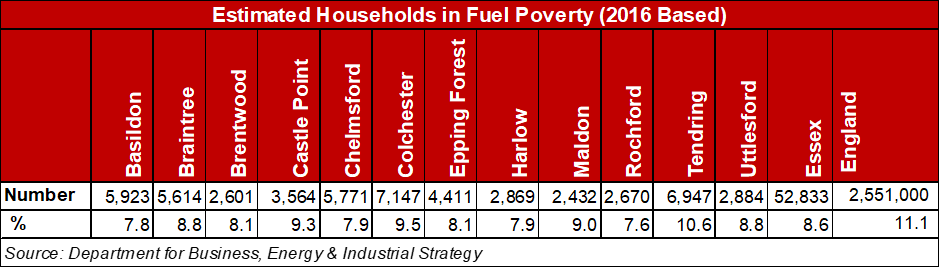 Estimated Households in Fuel Poverty (2016 Based)
Basildon Braintree Brentwood Castle Point Chelmsford Colchester Epping Forest Harlow Maldon Rochford Tendring Uttlesford Essex England
Number 5,923 5,614 2,601 3,564 5,771 7,147 4,411 2,869 2,432 2,670 6,947 2,884 52,833 2,551,000
% 7.8 8.8 8.1 9.3 7.9 9.5 8.1 7.9 9.0 7.6 10.6 8.8 8.6 11.1
Source: Department for Business, Energy & Industrial Strategy